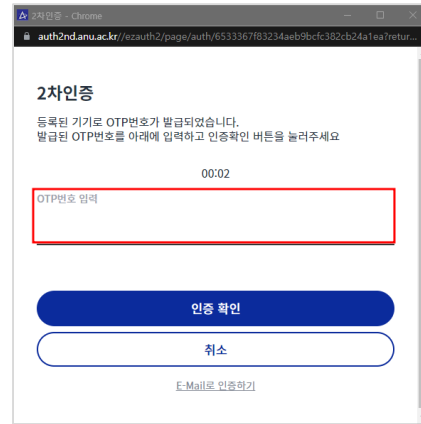 2차인증 - Chrome
auth2nd.anu.ac.kr//ezauth2/page/auth/6533367f83234aeb9bcfc382cb24a1ea?retur...
2차인증
등록된 기기로 OTP번호가 발급되었습니다.
발급된 OTP번호를 아래에 입력하고 인증확인 버튼을 눌러주세요
00:02
OTP번호 입력
인증 확인
취소
E-Mail로 인증하기